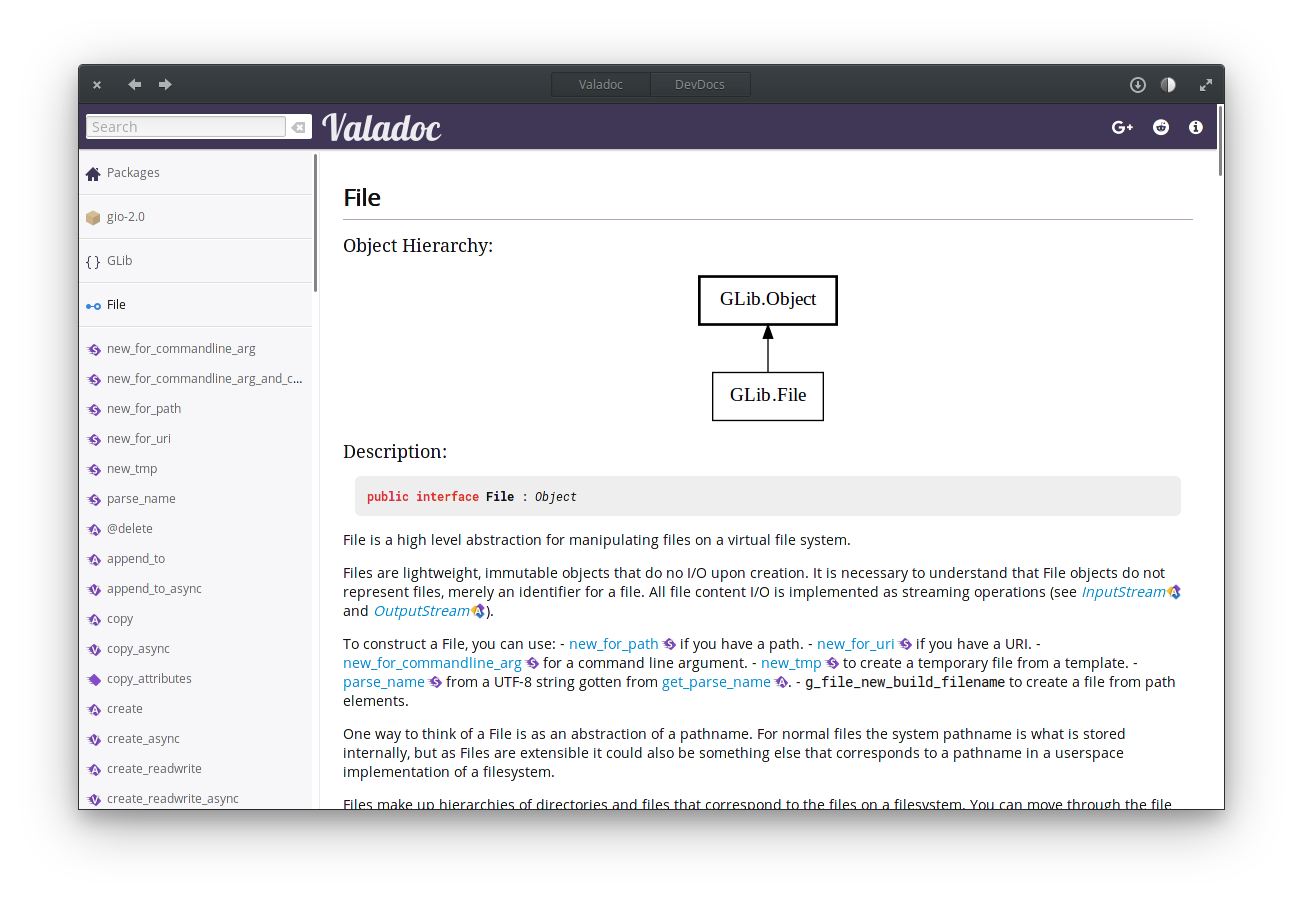 Valadoc
DevDocs
Search
Valadoc
G+
Packages
gio-2.0
{ } GLib
File
new_for_commandline_arg
new_for_commandline_arg_and_c...
new_for_path
new_for_uri
new_tmp
parse_name
@delete
append_to
append_to_async
copy
copy_async
copy_attributes
create
create_async
create_readwrite
create_readwrite_async
File
Object Hierarchy:
GLib.Object
GLib.File
Description:
public interface File : Object
File is a high level abstraction for manipulating files on a virtual file system.
Files are lightweight, immutable objects that do no I/O upon creation. It is necessary to understand that File objects do not
represent files, merely an identifier for a file. All file content I/O is implemented as streaming operations (see InputStream
and OutputStream).
To construct a File, you can use: - new_for_path if you have a path. - new_for_uri if you have a URI. -
new_for_commandline_arg for a command line argument. - new_tmp to create a temporary file from a template. -
parse_name from a UTF-8 string gotten from get_parse_name. - g_file_new_build_filename to create a file from path
elements.
One way to think of a File is as an abstraction of a pathname. For normal files the system pathname is what is stored
internally, but as Files are extensible it could also be something else that corresponds to a pathname in a userspace
implementation of a filesystem.
Files make up hierarchies of directories and files that correspond to the files on a filesystem. You can move through the file